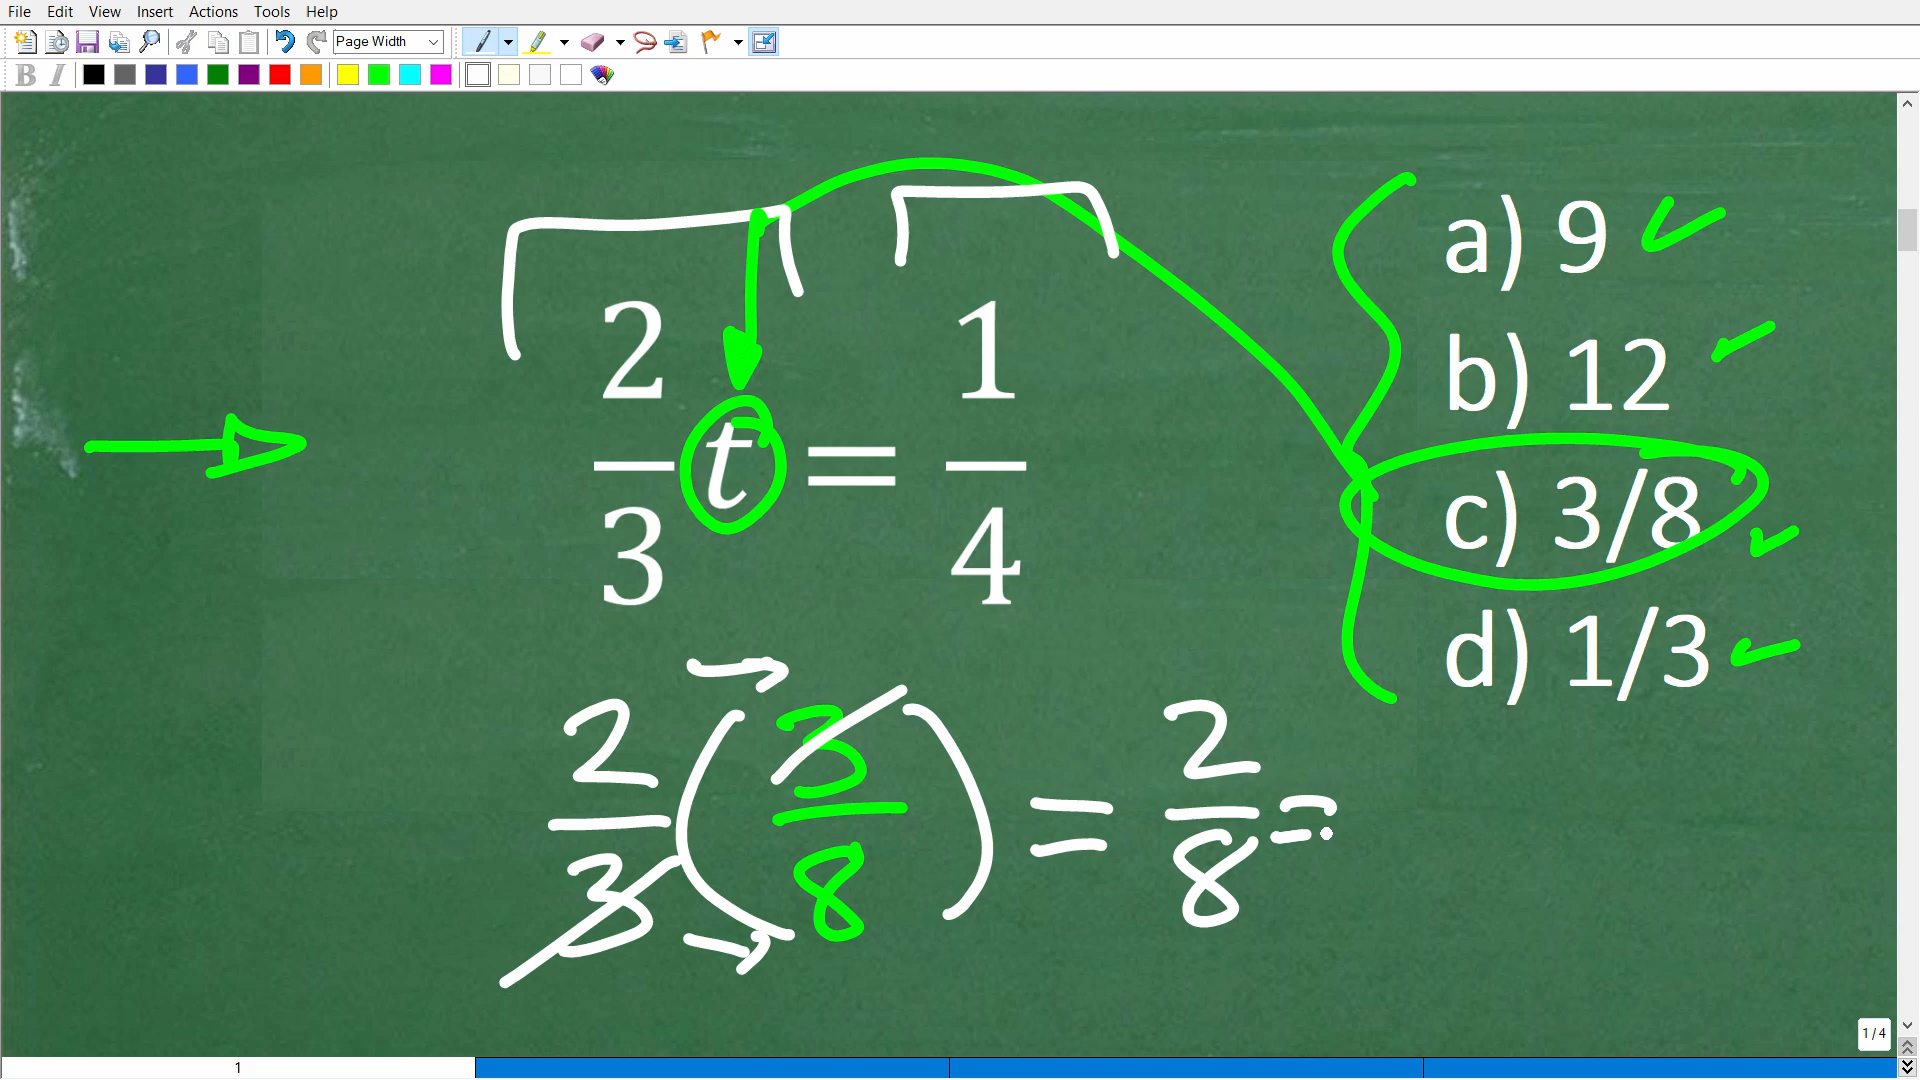 File Edit View Insert Actions Tools Help
Page Width
B I
2/3 t = 1/4
a) 9
b) 12
c) 3/8
d) 1/3
2/3 (3/8) = 2/8 =
1 / 4
1